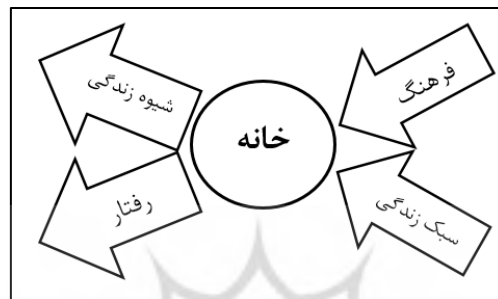 فرهنگ
سبک زندگی
خانه
شیوه زندگی
رفتار